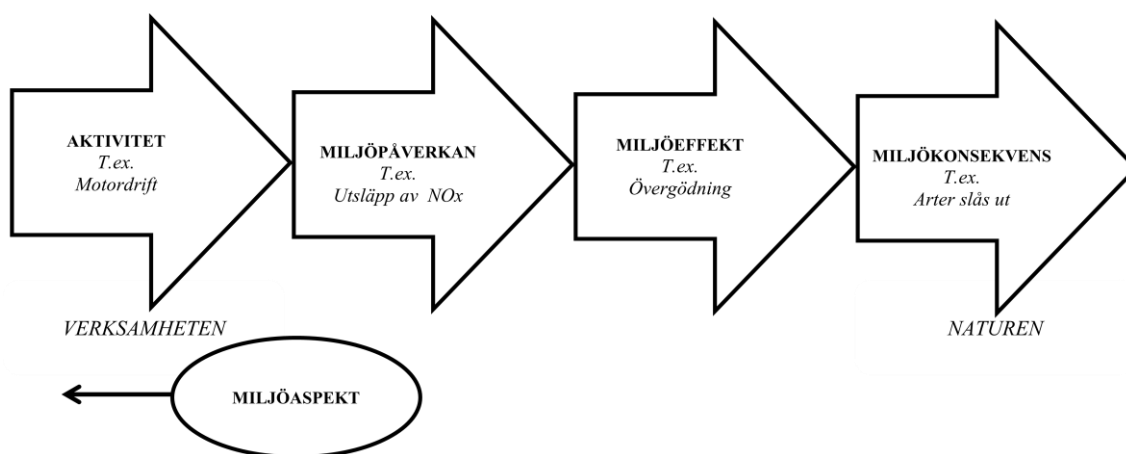 AKTIVITET
T.ex.
Motordrift
MILJÖPÅVERKAN
T.ex.
Utsläpp av NOx
MILJÖEFFEKT
T.ex.
Övergödning
MILJÖKONSEKVENS
T.ex.
Arter slås ut
VERKSAMHETEN
NATUREN
MILJÖASPEKT